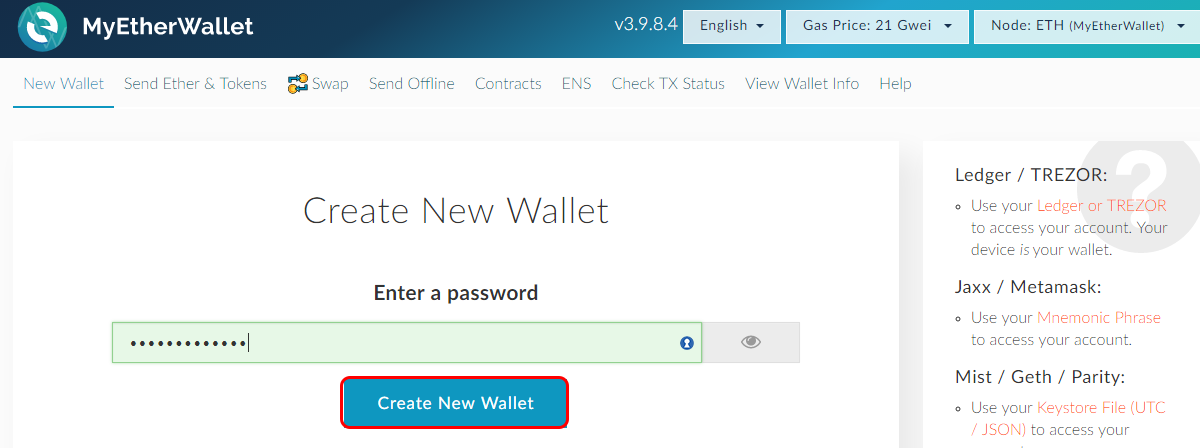 MyEtherWallet
v3.9.8.4 English Gas Price: 21 Gwei Node: ETH (MyEtherWallet)
New Wallet Send Ether & Tokens Swap Send Offline Contracts ENS Check TX Status View Wallet Info Help
Create New Wallet
Enter a password
•••••••••••••
Create New Wallet
Ledger / TREZOR:
Use your Ledger or TREZOR
to access your account. Your
device is your wallet.
Jaxx / Metamask:
Use your Mnemonic Phrase
to access your account.
Mist / Geth / Parity:
Use your Keystore File (UTC
/ JSON) to access your